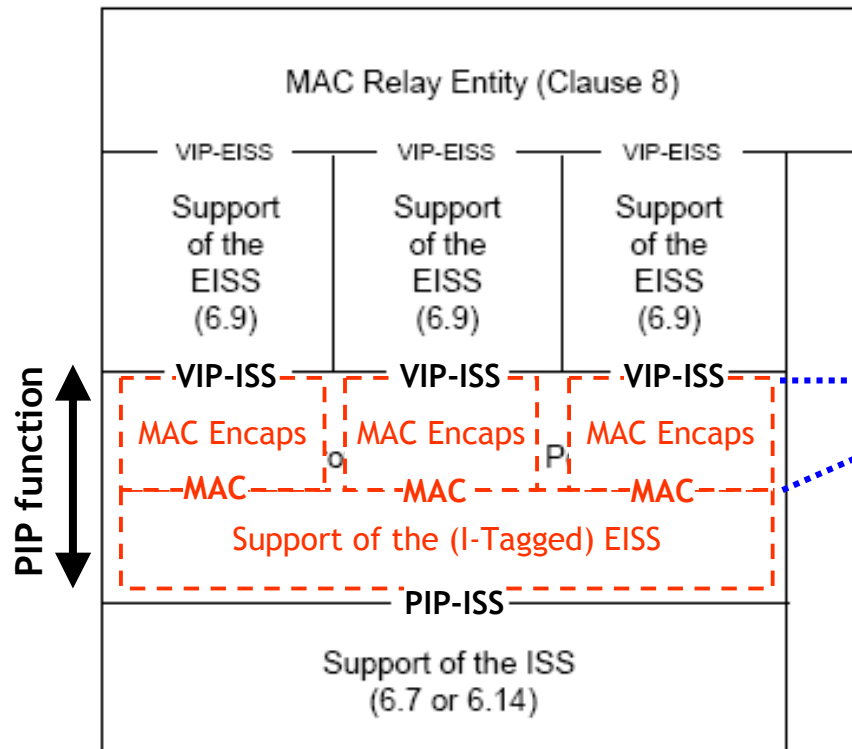 MAC Relay Entity (Clause 8)
VIP-EISS VIP-EISS VIP-EISS
Support Support Support
of the of the of the
EISS EISS EISS
(6.9) (6.9) (6.9)
VIP-ISS VIP-ISS VIP-ISS
MAC Encaps MAC Encaps MAC Encaps
MAC MAC MAC
Support of the (I-Tagged) EISS
PIP function
PIP-ISS
Support of the ISS
(6.7 or 6.14)